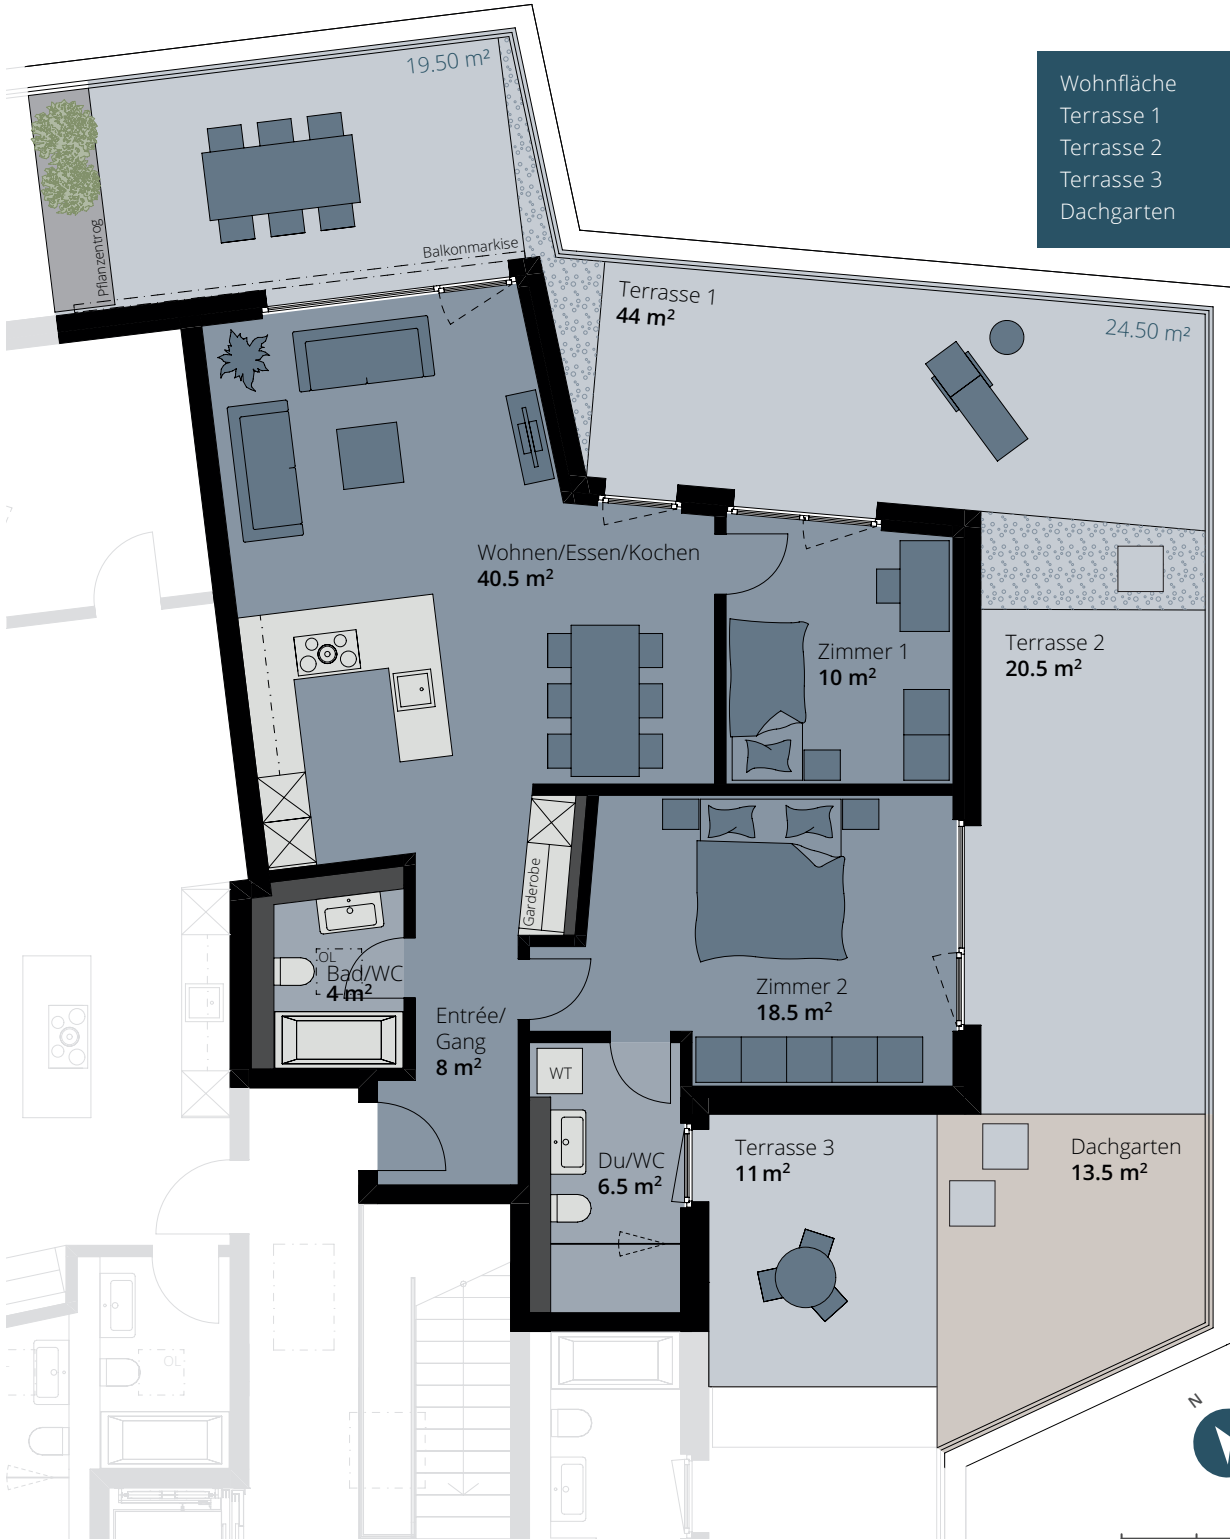 19.50 m²
Wohnfläche
Terrasse 1
Terrasse 2
Terrasse 3
Dachgarten
Pflanzentrog
Balkonmarkise
Terrasse 1
44 m²
24.50 m²
Wohnen/Essen/Kochen
40.5 m²
Zimmer 1
10 m²
Terrasse 2
20.5 m²
Garderobe
OL
Bad/WC
4 m²
Zimmer 2
18.5 m²
Entrée/
Gang
8 m²
WT
Du/WC
6.5 m²
Terrasse 3
11 m²
Dachgarten
13.5 m²
OL
N